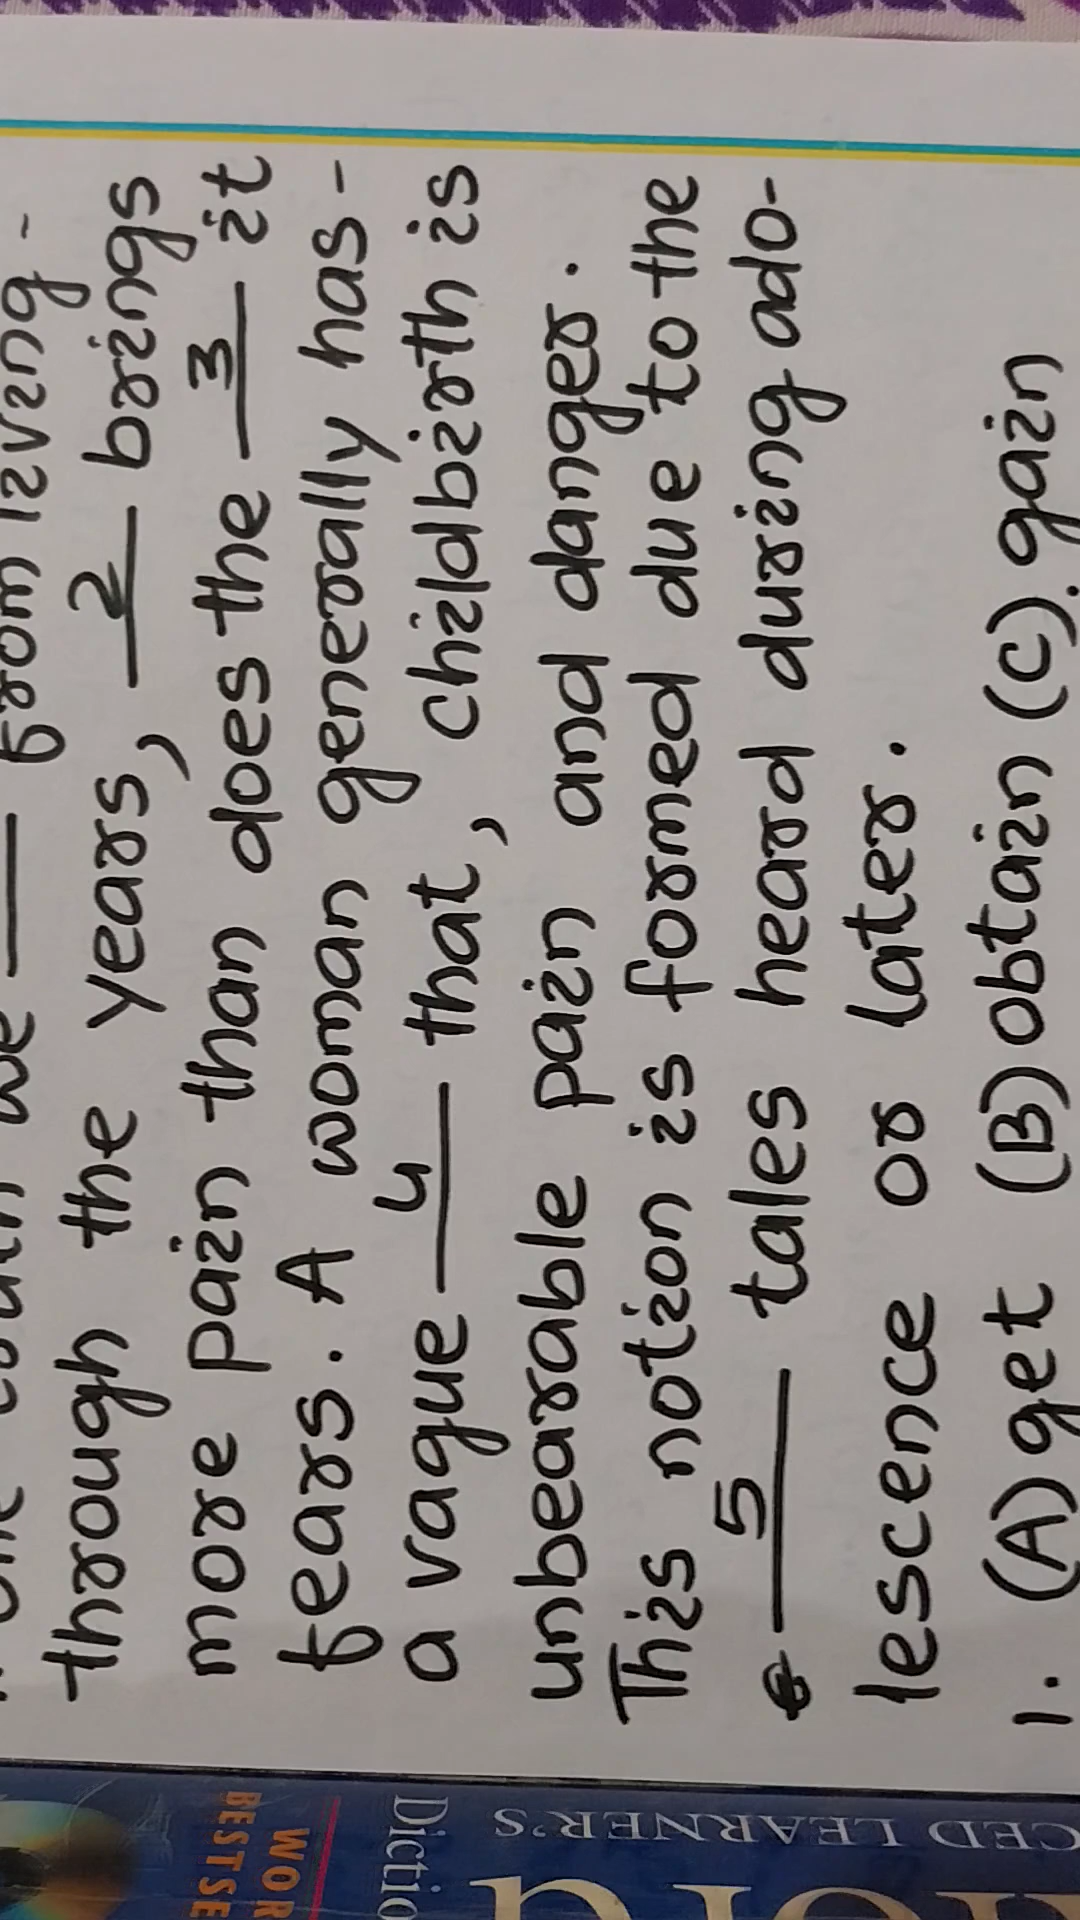 from living-
through the years, 2 brings
more pain than does the 3 it
fears. A woman generally has-
a vague 4 that, childbirth is
unbearable pain and danger.
This notion is formed due to the
5 tales heard during ado-
lescence or later.
1. (A) get (B) obtain (C). gain
WOR
BESTSE
Dictio
CED LEARNER'S